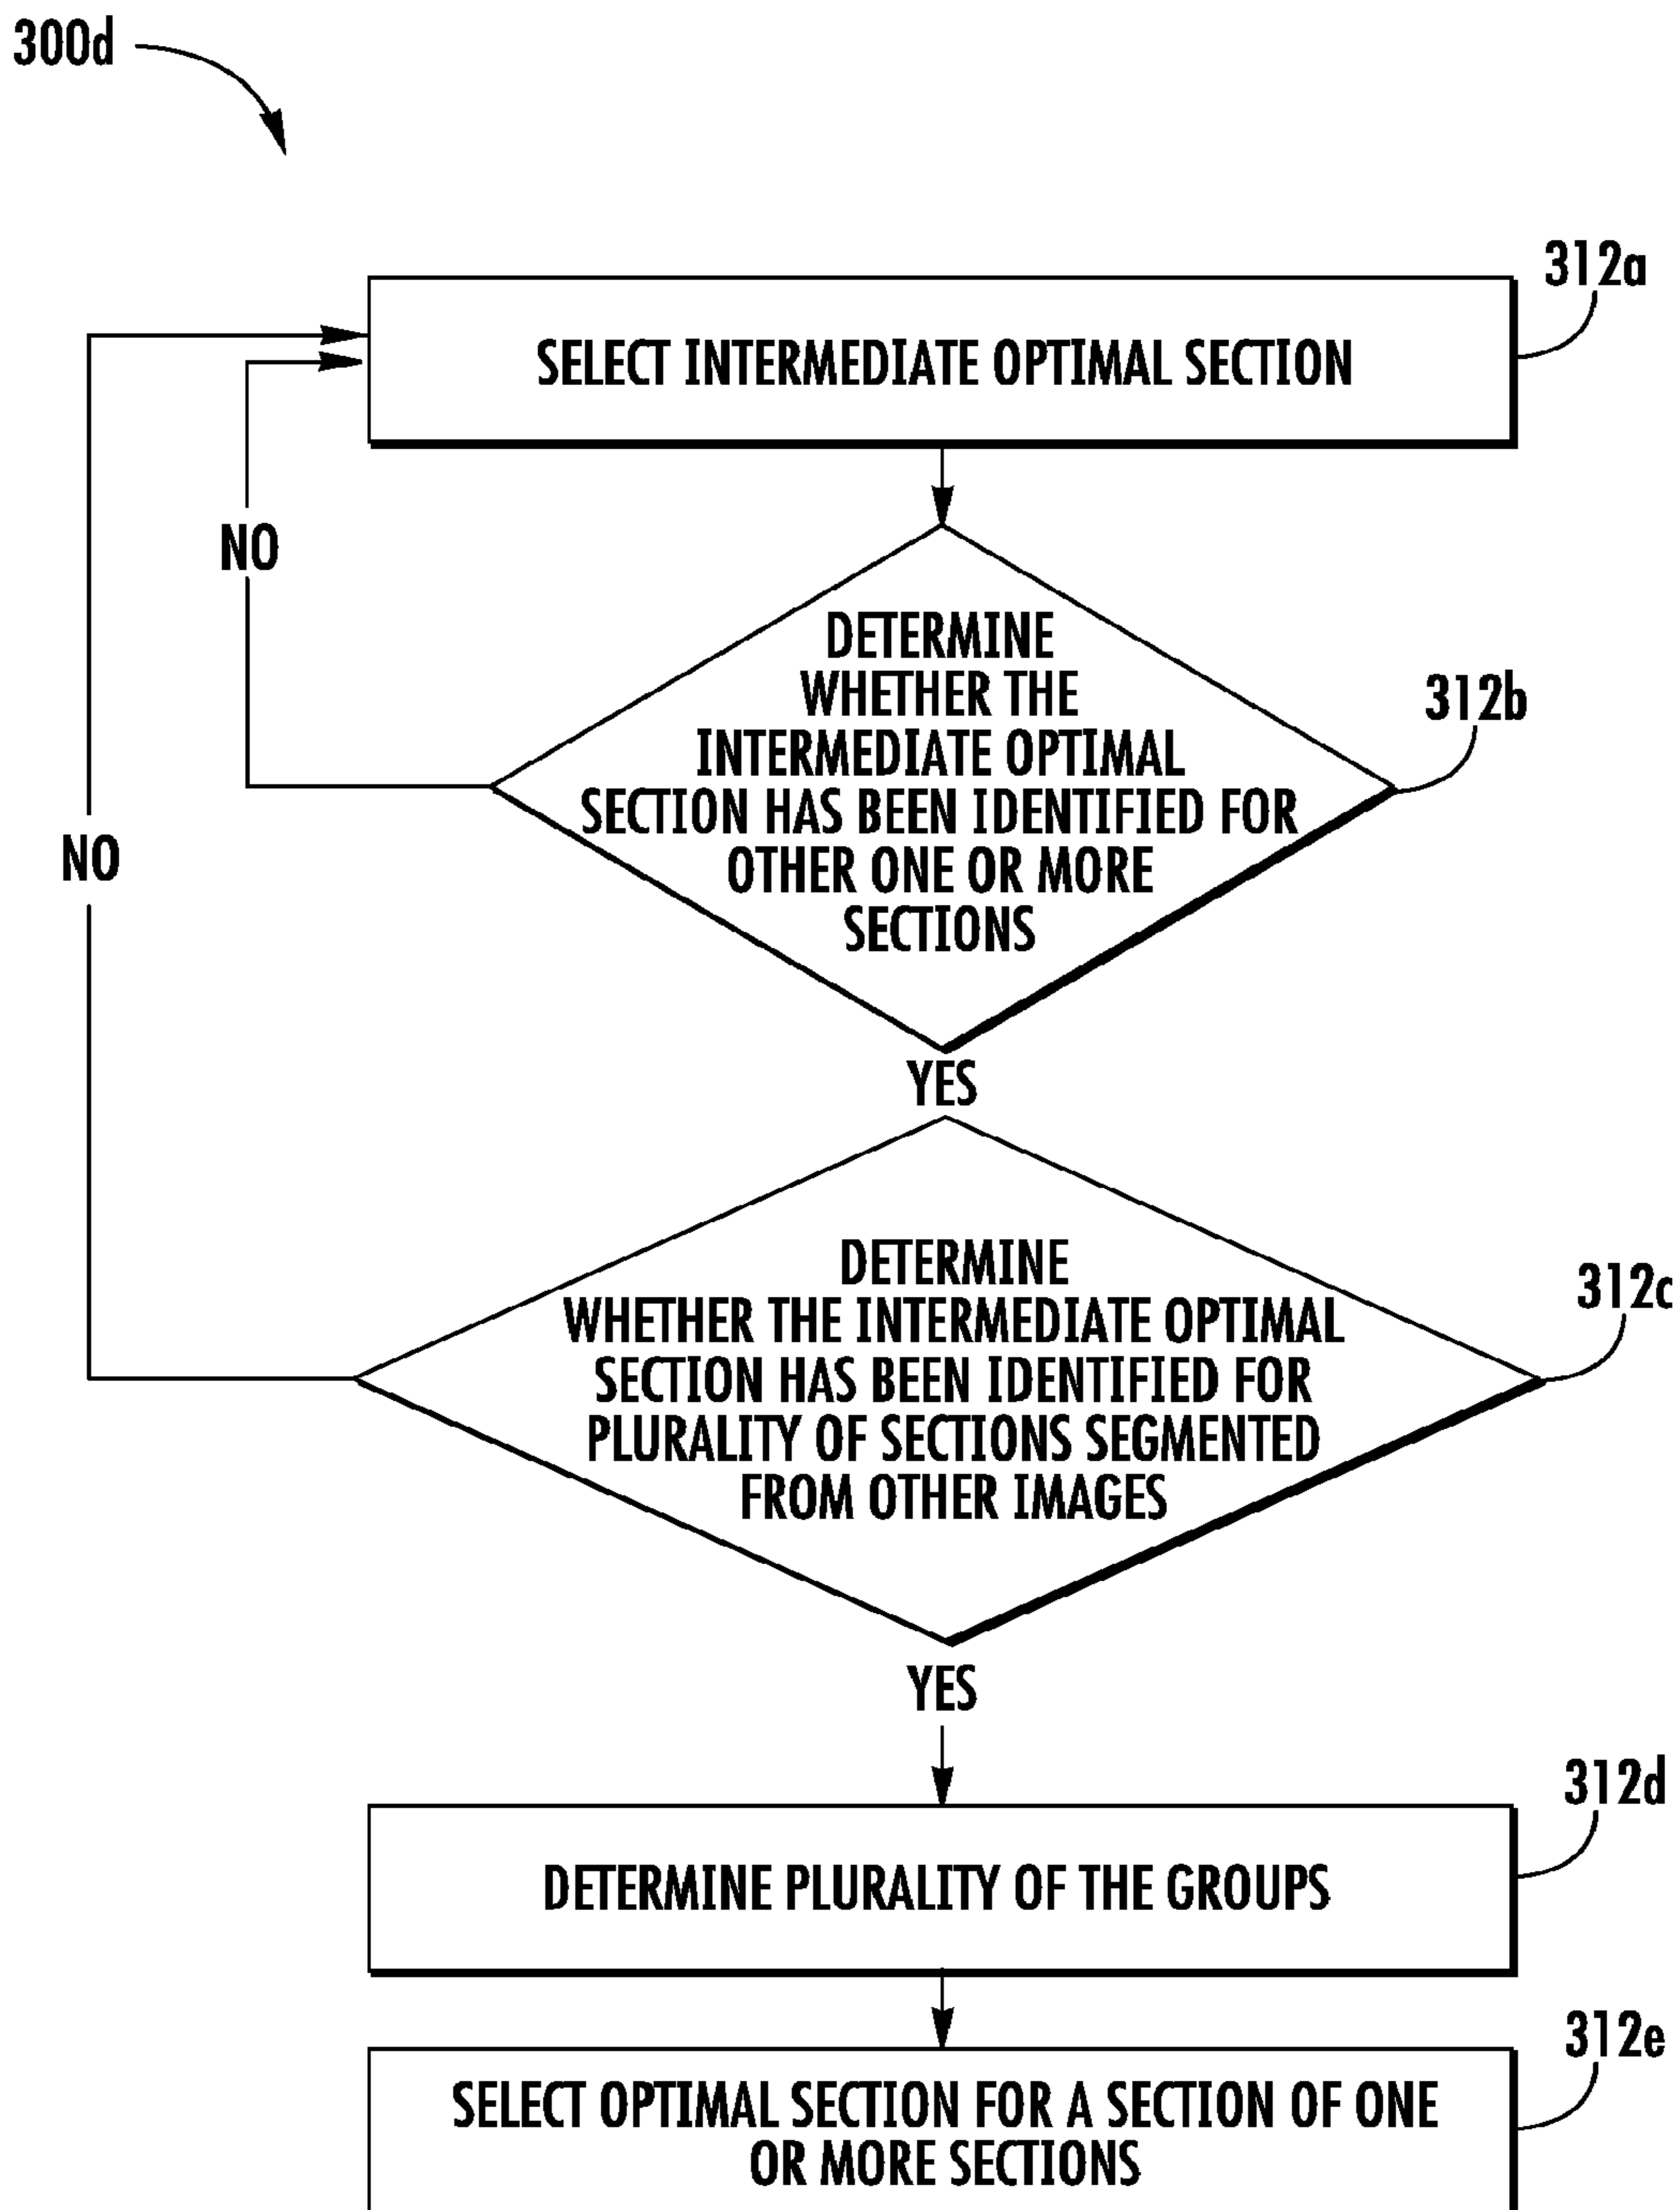 300d
312a
SELECT INTERMEDIATE OPTIMAL SECTION
NO
DETERMINE
WHETHER THE
INTERMEDIATE OPTIMAL
SECTION HAS BEEN IDENTIFIED FOR
OTHER ONE OR MORE
SECTIONS
312b
NO
YES
DETERMINE
WHETHER THE INTERMEDIATE OPTIMAL
SECTION HAS BEEN IDENTIFIED FOR
PLURALITY OF SECTIONS SEGMENTED
FROM OTHER IMAGES
312c
YES
312d
DETERMINE PLURALITY OF THE GROUPS
312e
SELECT OPTIMAL SECTION FOR A SECTION OF ONE
OR MORE SECTIONS